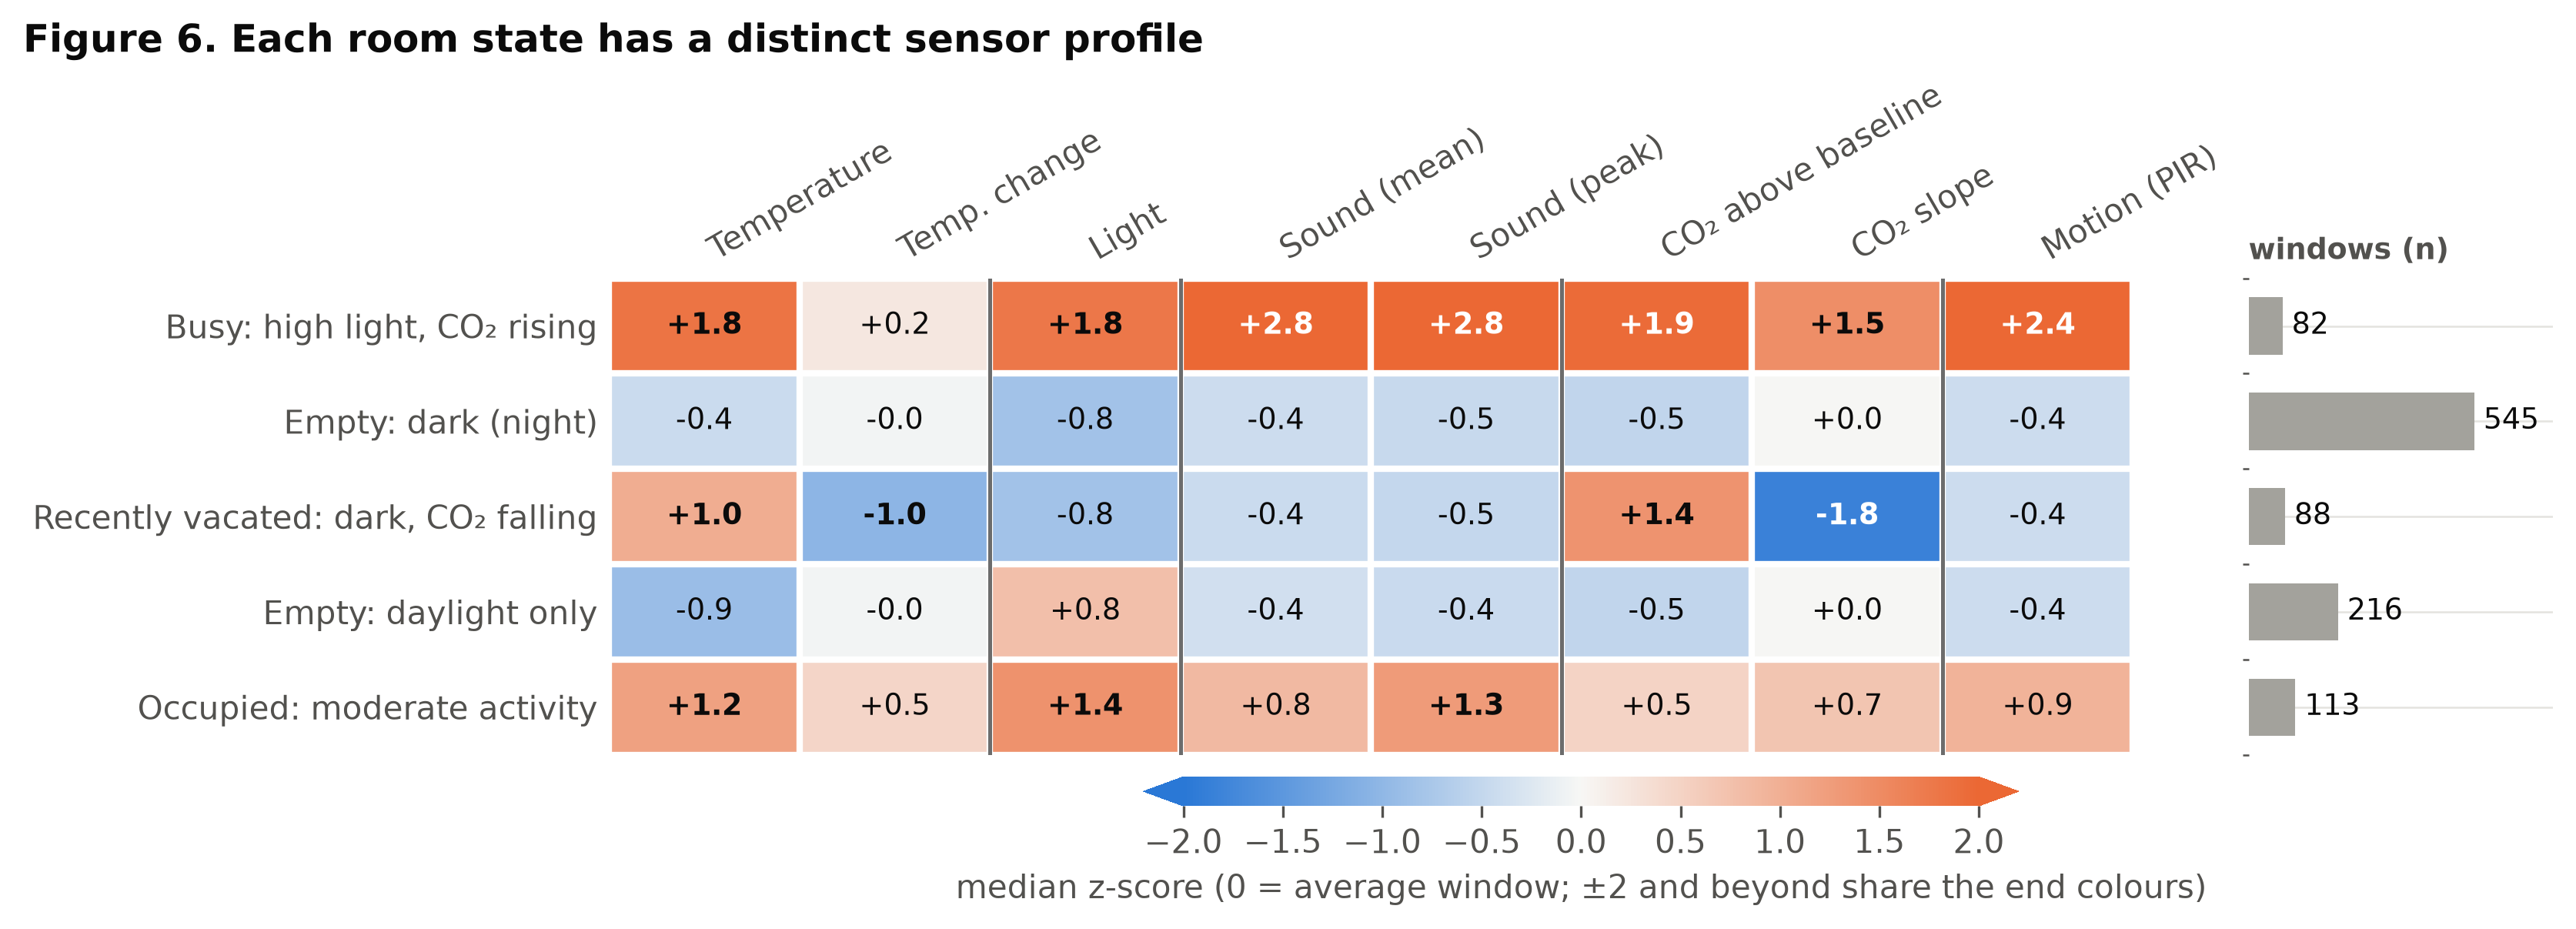 Figure 6. Each room state has a distinct sensor profile
Temperature
Temp. change
Light
Sound (mean)
Sound (peak)
CO₂ above baseline
CO₂ slope
Motion (PIR)
windows (n)
Busy: high light, CO₂ rising +1.8 +0.2 +1.8 +2.8 +2.8 +1.9 +1.5 +2.4 82
Empty: dark (night) -0.4 -0.0 -0.8 -0.4 -0.5 -0.5 +0.0 -0.4 545
Recently vacated: dark, CO₂ falling +1.0 -1.0 -0.8 -0.4 -0.5 +1.4 -1.8 -0.4 88
Empty: daylight only -0.9 -0.0 +0.8 -0.4 -0.4 -0.5 +0.0 -0.4 216
Occupied: moderate activity +1.2 +0.5 +1.4 +0.8 +1.3 +0.5 +0.7 +0.9 113
−2.0 −1.5 −1.0 −0.5 0.0 0.5 1.0 1.5 2.0
median z-score (0 = average window; ±2 and beyond share the end colours)